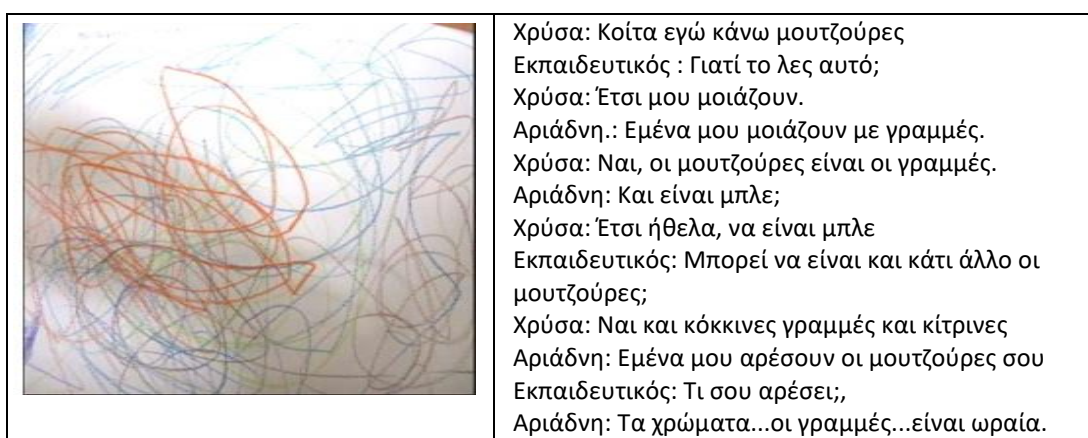 Χρύσα: Κοίτα εγώ κάνω μουτζούρες
Εκπαιδευτικός : Γιατί το λες αυτό;
Χρύσα: Έτσι μου μοιάζουν.
Αριάδνη.: Εμένα μου μοιάζουν με γραμμές.
Χρύσα: Ναι, οι μουτζούρες είναι οι γραμμές.
Αριάδνη: Και είναι μπλε;
Χρύσα: Έτσι ήθελα, να είναι μπλε
Εκπαιδευτικός: Μπορεί να είναι και κάτι άλλο οι
μουτζούρες;
Χρύσα: Ναι και κόκκινες γραμμές και κίτρινες
Αριάδνη: Εμένα μου αρέσουν οι μουτζούρες σου
Εκπαιδευτικός: Τι σου αρέσει;,
Αριάδνη: Τα χρώματα...οι γραμμές...είναι ωραία.